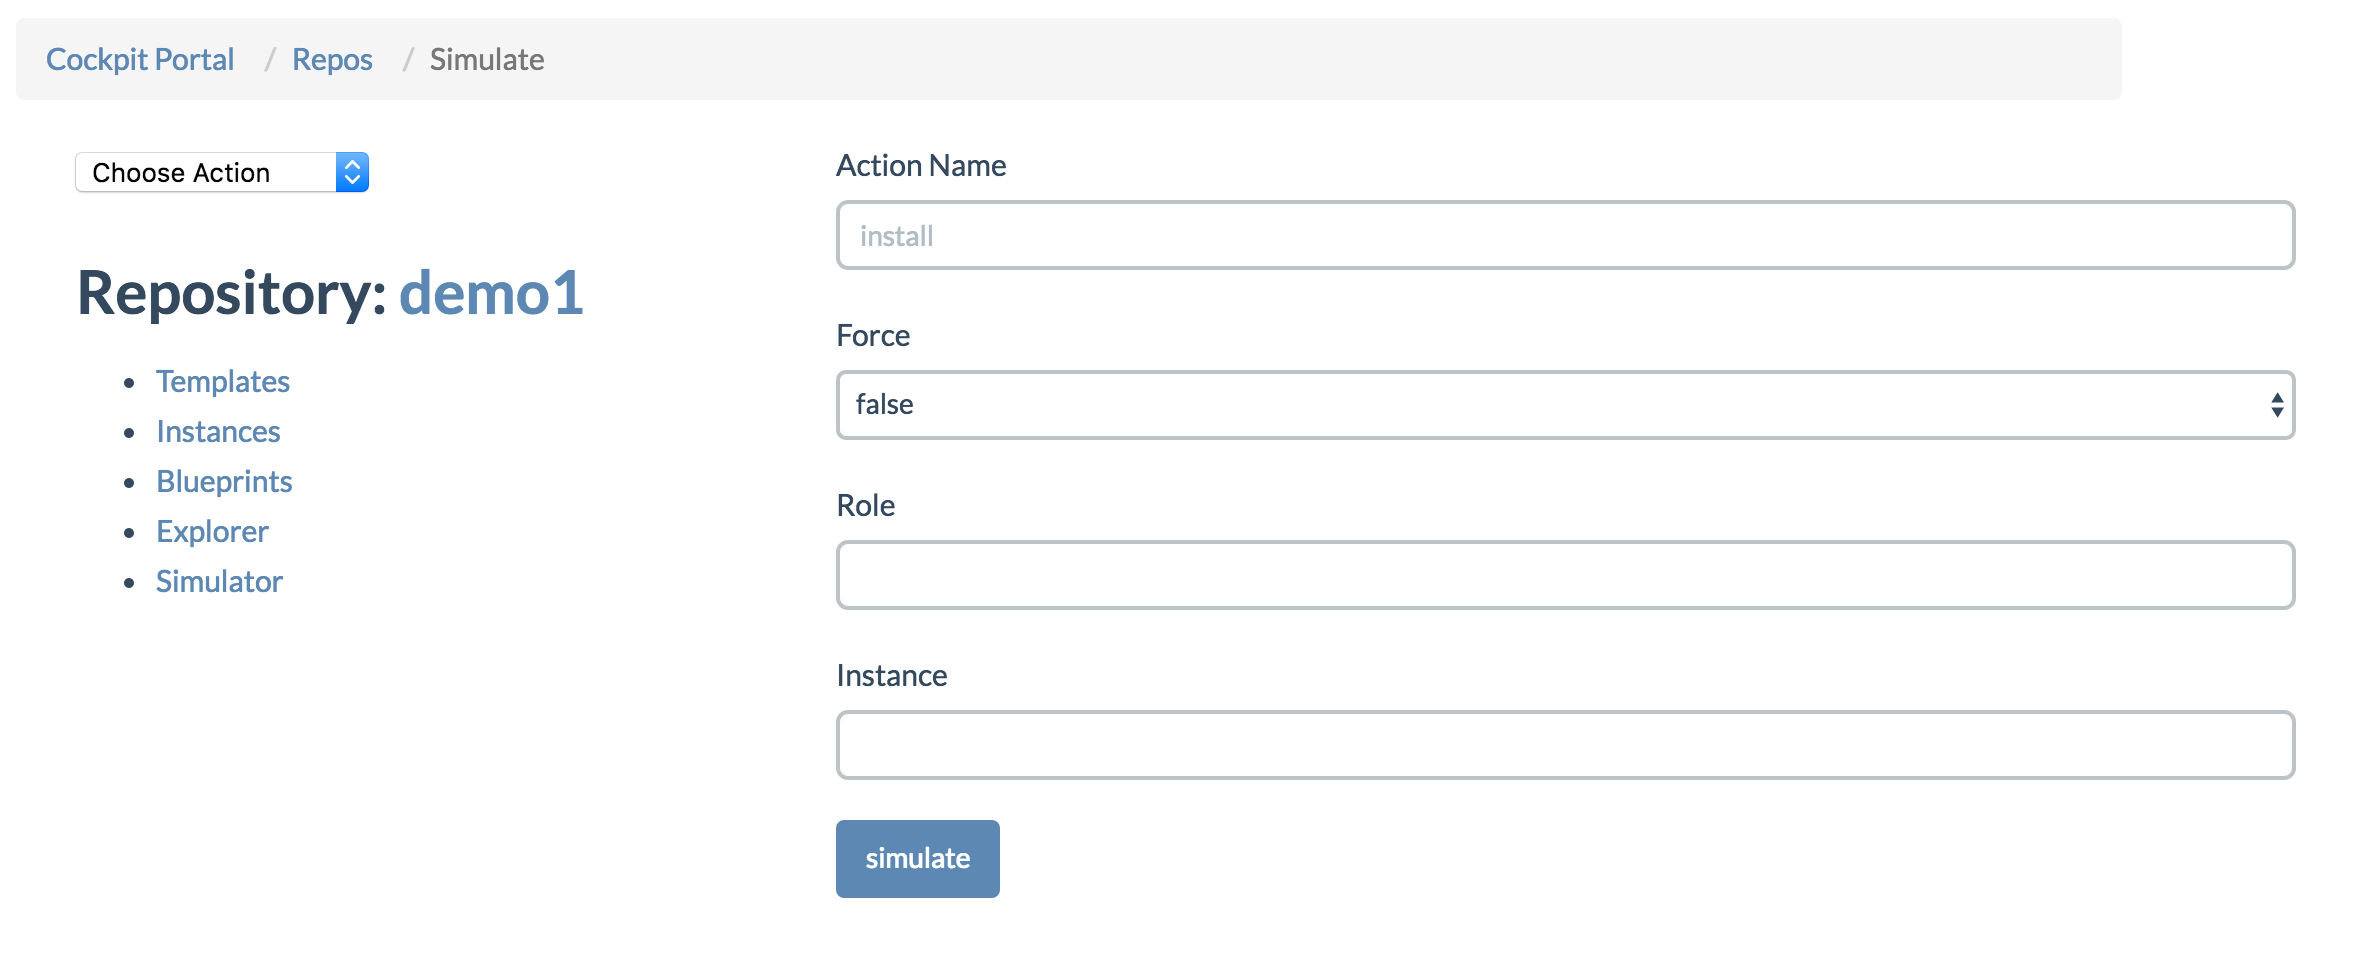 Cockpit Portal / Repos / Simulate
Choose Action
Repository: demo1
Templates
Instances
Blueprints
Explorer
Simulator
Action Name
install
Force
false
Role
Instance
simulate